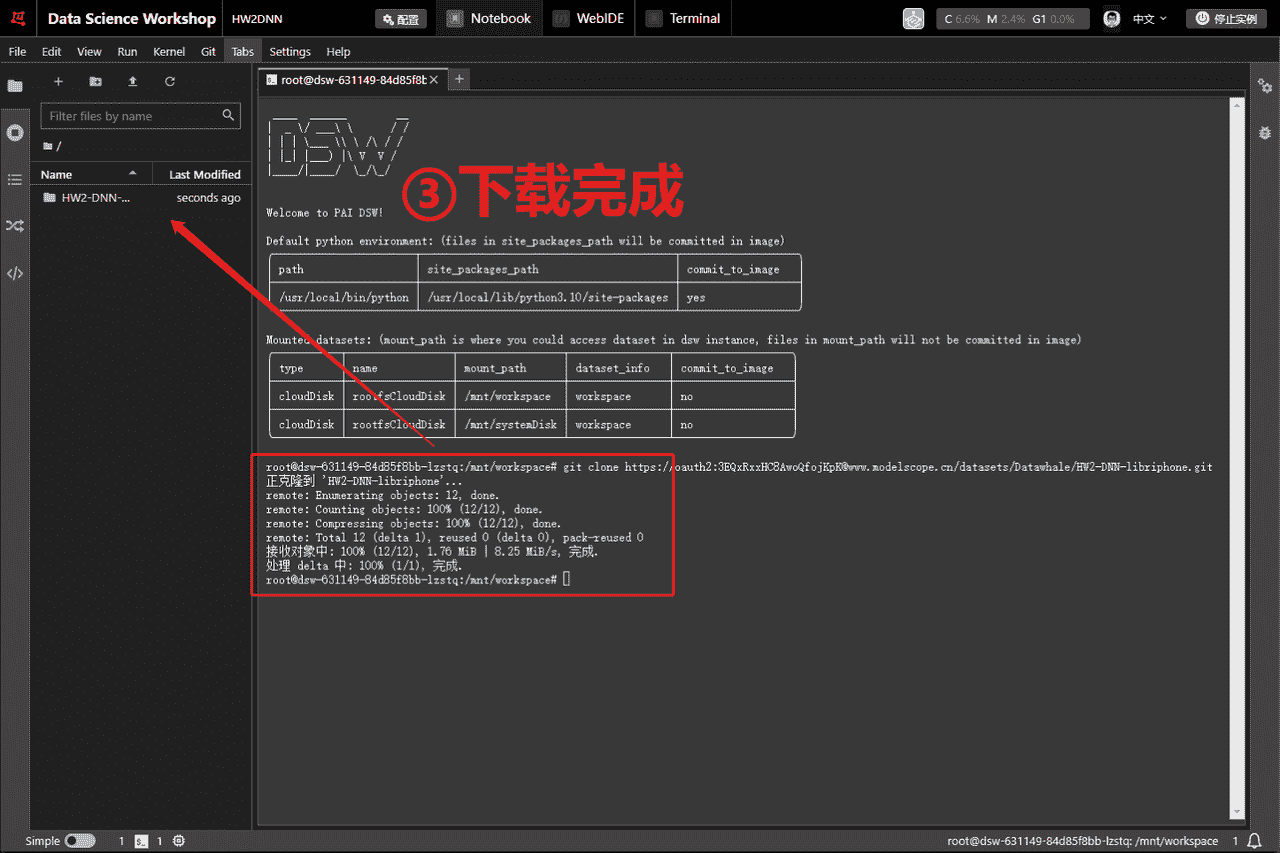 Data Science Workshop
HW2DNN
配置
Notebook
WebIDE
Terminal
C 6.6% M 2.4% G1 0.0%
中文
停止实例
File Edit View Run Kernel Git Tabs Settings Help
root@dsw-631149-84d85f8b
Filter files by name
/
Name Last Modified
HW2-DNN-... seconds ago
DSW
③下载完成
Welcome to PAI DSW!
Default python environment: (files in site_packages_path will be committed in image)
path site_packages_path commit_to_image
/usr/local/bin/python /usr/local/lib/python3.10/site-packages yes
Mounted datasets: (mount_path is where you could access dataset in dsw instance, files in mount_path will not be committed in image)
type name mount_path dataset_info commit_to_image
cloudDisk rootfsCloudDisk /mnt/workspace workspace no
cloudDisk rootfsCloudDisk /mnt/systemDisk workspace no
root@dsw-631149-84d85f8bb-lzstq:/mnt/workspace# git clone https://oauth2:3EQxRxxHC8AwoQfojKpK@www.modelscope.cn/datasets/Datawhale/HW2-DNN-libriphone.git
正克隆到 'HW2-DNN-libriphone'...
remote: Enumerating objects: 12, done.
remote: Counting objects: 100% (12/12), done.
remote: Compressing objects: 100% (12/12), done.
remote: Total 12 (delta 1), reused 0 (delta 0), pack-reused 0
接收对象中: 100% (12/12), 1.76 MiB | 8.25 MiB/s, 完成.
处理 delta 中: 100% (1/1), 完成.
root@dsw-631149-84d85f8bb-lzstq:/mnt/workspace#
Simple 1 1
root@dsw-631149-84d85f8bb-lzstq: /mnt/workspace 1